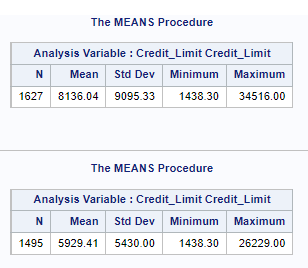 The MEANS Procedure
Analysis Variable : Credit_Limit Credit_Limit
N Mean Std Dev Minimum Maximum
1627 8136.04 9095.33 1438.30 34516.00
The MEANS Procedure
Analysis Variable : Credit_Limit Credit_Limit
N Mean Std Dev Minimum Maximum
1495 5929.41 5430.00 1438.30 26229.00